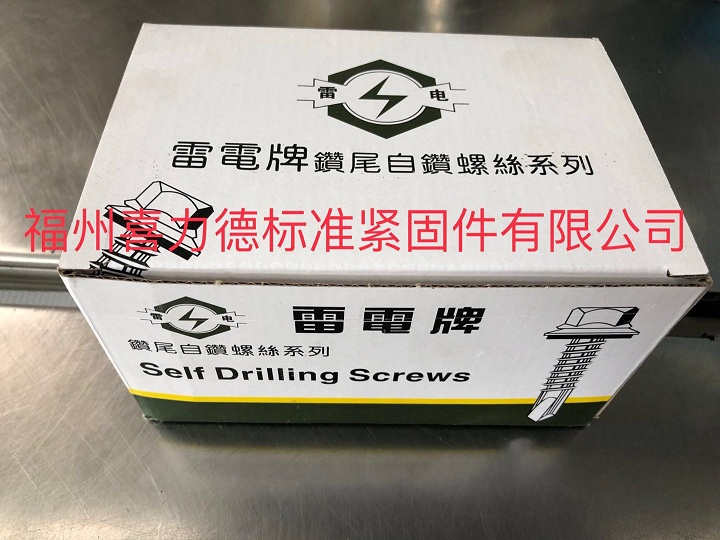 雷 电
雷電牌鑽尾自鑽螺絲系列
福州喜力德标准紧固件有限公司
雷 电
雷電牌
鑽尾自鑽螺絲系列
Self Drilling Screws